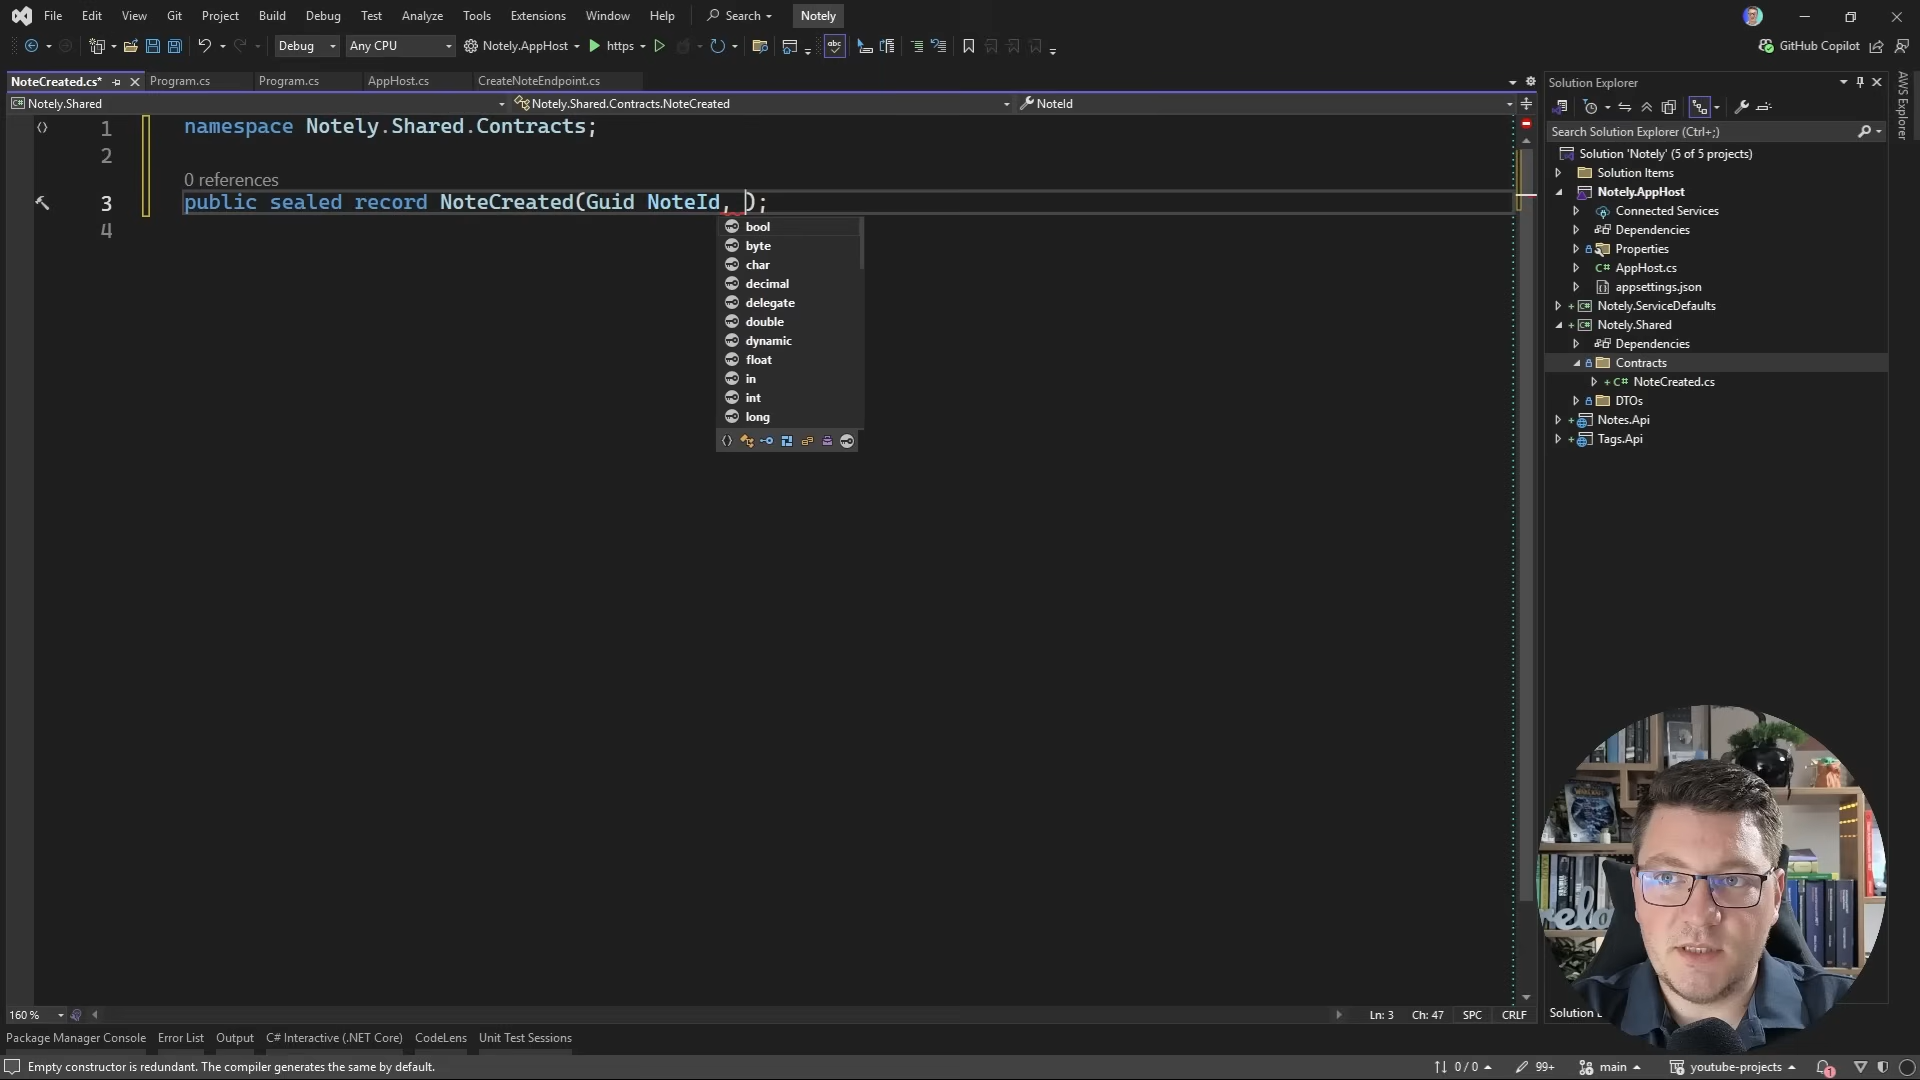 File Edit View Git Project Build Debug Test Analyze Tools Extensions Window Help Search Notely
Debug Any CPU Notely.AppHost https GitHub Copilot
NoteCreated.cs* Program.cs Program.cs AppHost.cs CreateNoteEndpoint.cs
Notely.Shared Notely.Shared.Contracts.NoteCreated NoteId
1 namespace Notely.Shared.Contracts;
2
0 references
3 public sealed record NoteCreated(Guid NoteId, );
4
bool
byte
char
decimal
delegate
double
dynamic
float
in
int
long
Solution Explorer
Search Solution Explorer (Ctrl+;)
Solution 'Notely' (5 of 5 projects)
Solution Items
Notely.AppHost
Connected Services
Dependencies
Properties
AppHost.cs
appsettings.json
Notely.ServiceDefaults
Notely.Shared
Dependencies
Contracts
NoteCreated.cs
DTOs
Notes.Api
Tags.Api
AWS Explorer
160 % Ln: 3 Ch: 47 SPC CRLF
Solution
Package Manager Console Error List Output C# Interactive (.NET Core) CodeLens Unit Test Sessions
Empty constructor is redundant. The compiler generates the same by default. 0 / 0 99+ main youtube-projects 1